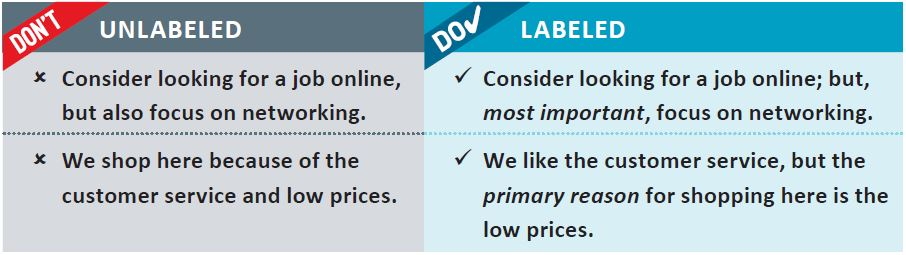 DON'T UNLABELED
✗ Consider looking for a job online,
but also focus on networking.
✗ We shop here because of the
customer service and low prices.
DO✓ LABELED
✓ Consider looking for a job online; but,
most important, focus on networking.
✓ We like the customer service, but the
primary reason for shopping here is the
low prices.